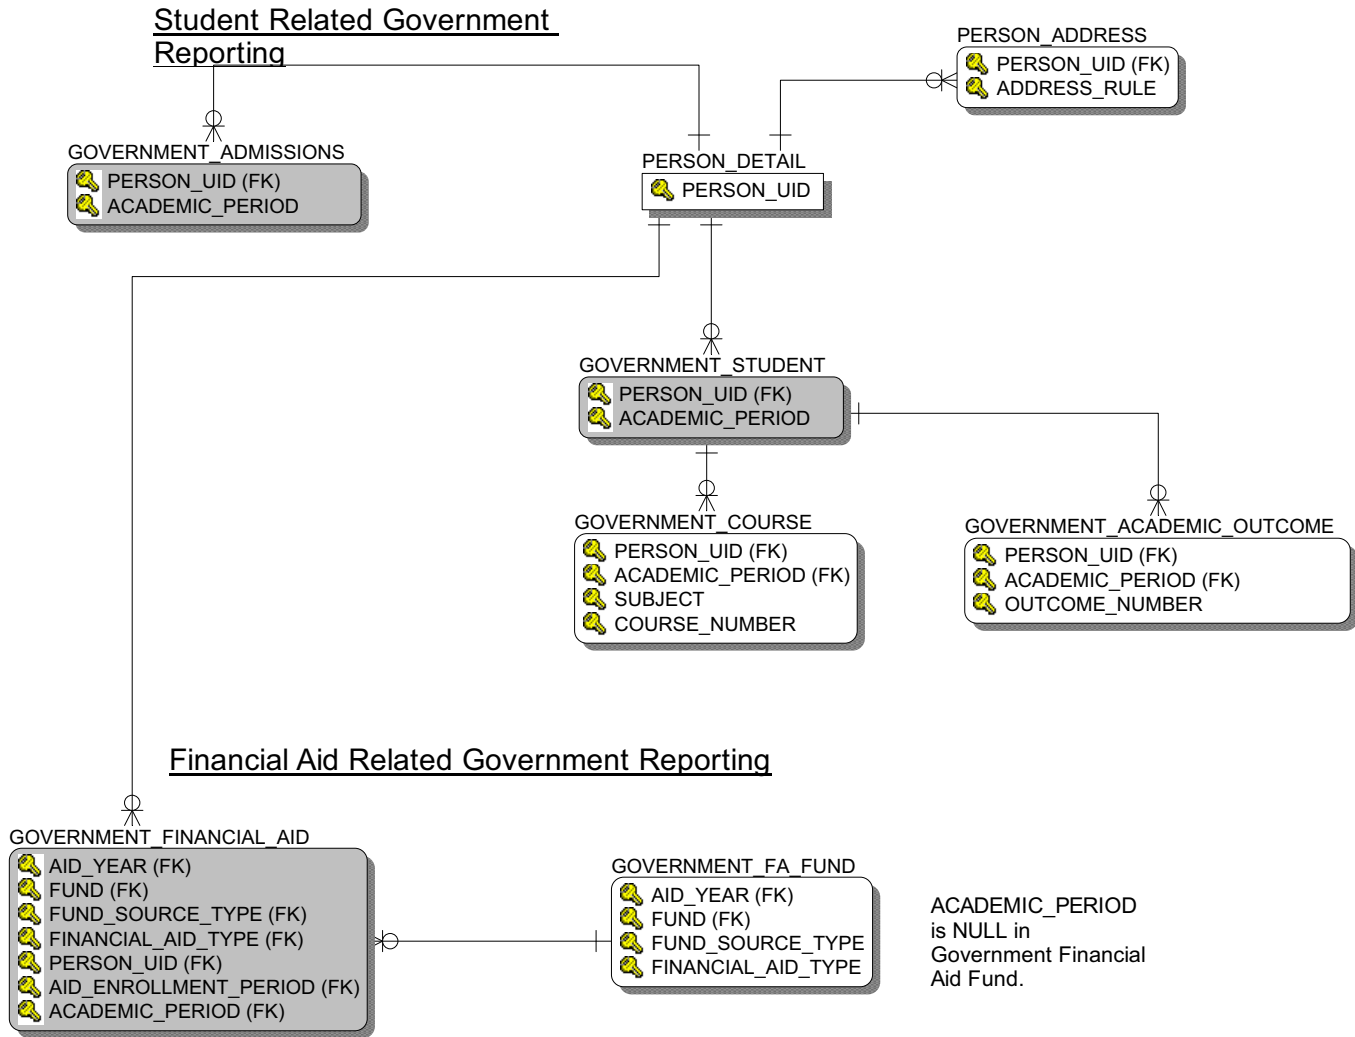 Student Related Government
Reporting
PERSON_ADDRESS
PERSON_UID (FK)
ADDRESS_RULE
GOVERNMENT_ADMISSIONS
PERSON_UID (FK)
ACADEMIC_PERIOD
PERSON_DETAIL
PERSON_UID
GOVERNMENT_STUDENT
PERSON_UID (FK)
ACADEMIC_PERIOD
GOVERNMENT_COURSE
PERSON_UID (FK)
ACADEMIC_PERIOD (FK)
SUBJECT
COURSE_NUMBER
GOVERNMENT_ACADEMIC_OUTCOME
PERSON_UID (FK)
ACADEMIC_PERIOD (FK)
OUTCOME_NUMBER
Financial Aid Related Government Reporting
GOVERNMENT_FINANCIAL_AID
AID_YEAR (FK)
FUND (FK)
FUND_SOURCE_TYPE (FK)
FINANCIAL_AID_TYPE (FK)
PERSON_UID (FK)
AID_ENROLLMENT_PERIOD (FK)
ACADEMIC_PERIOD (FK)
GOVERNMENT_FA_FUND
AID_YEAR (FK)
FUND (FK)
FUND_SOURCE_TYPE
FINANCIAL_AID_TYPE
ACADEMIC_PERIOD
is NULL in
Government Financial
Aid Fund.